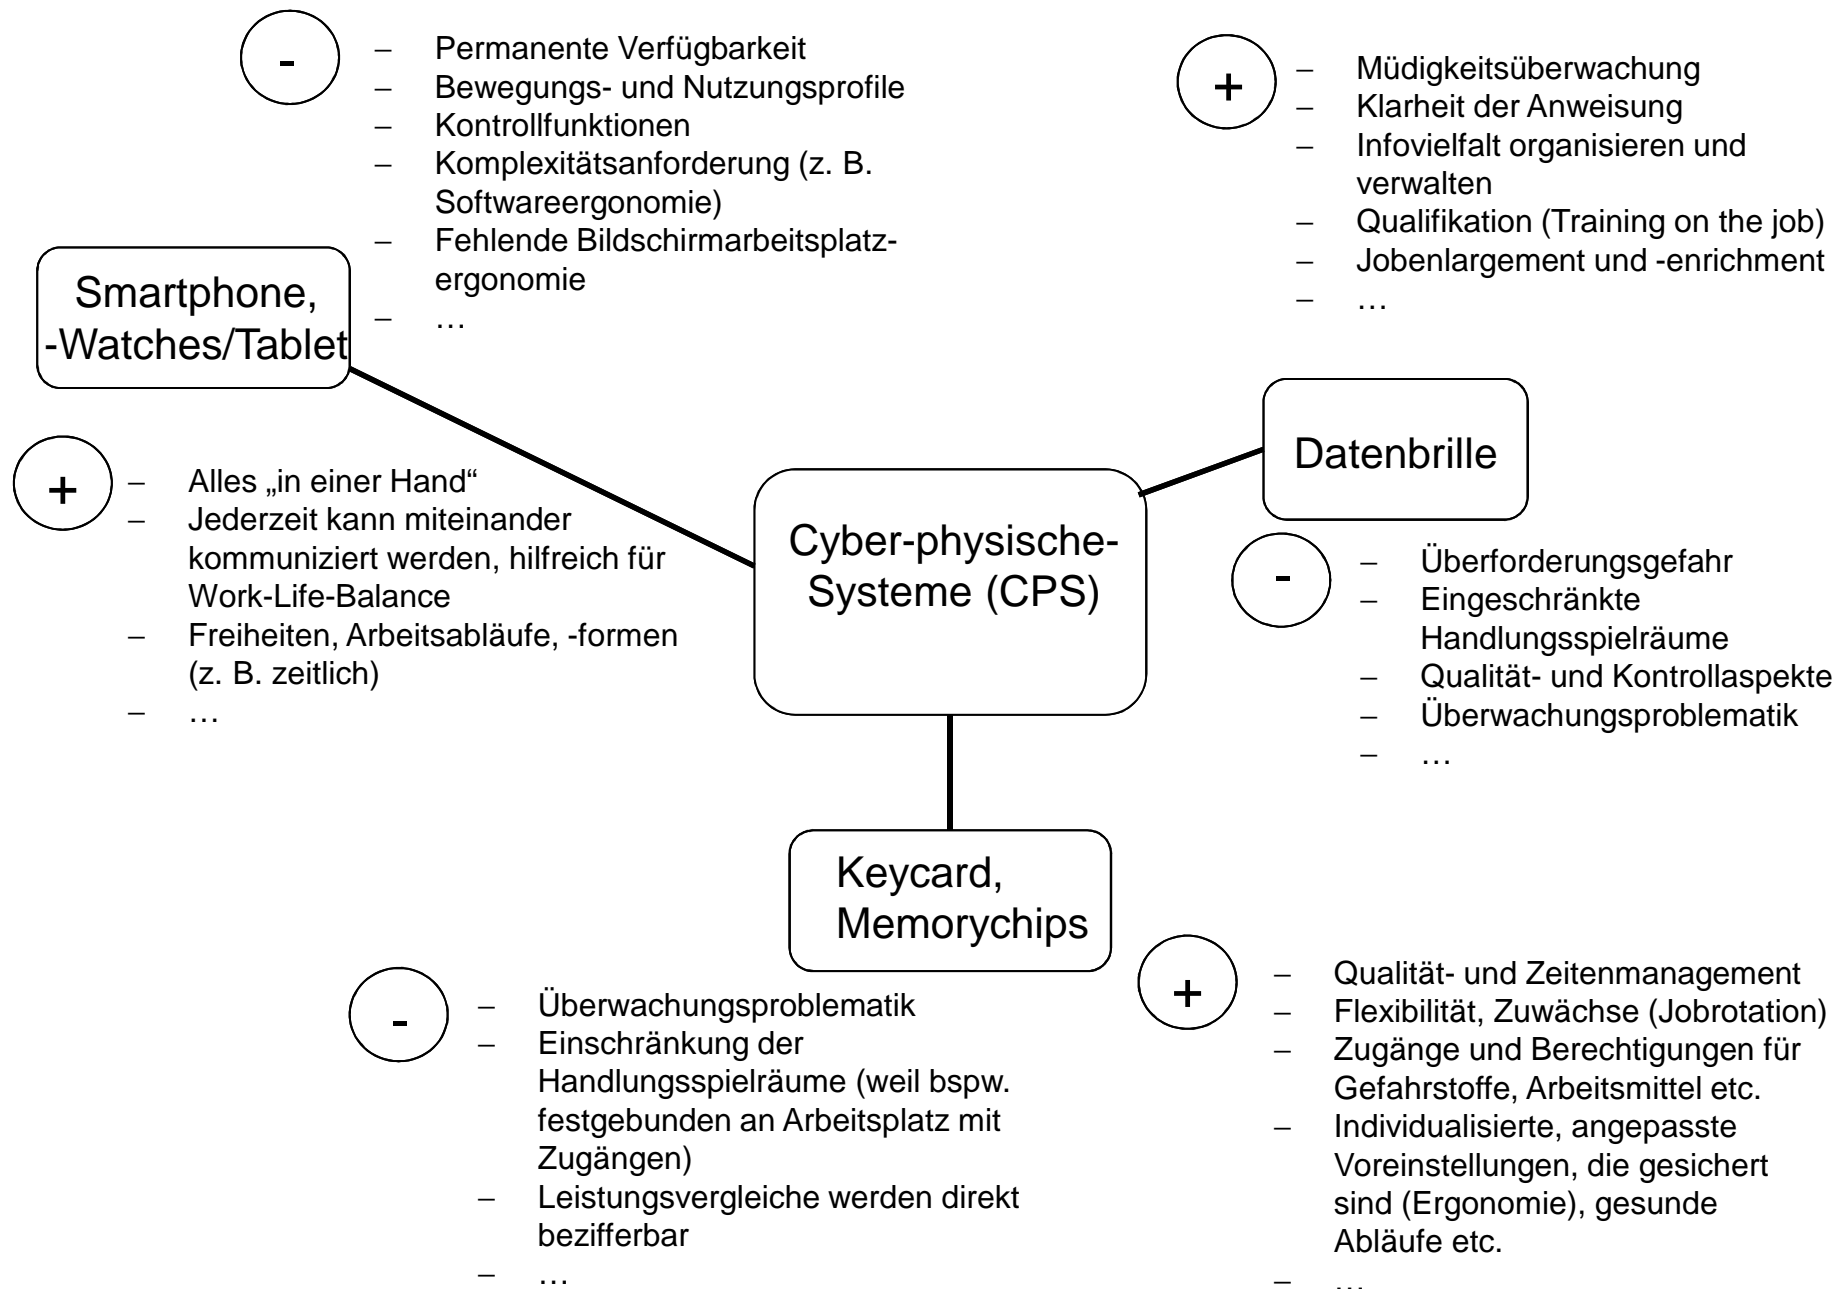 -
– Permanente Verfügbarkeit
– Bewegungs- und Nutzungsprofile
– Kontrollfunktionen
– Komplexitätsanforderung (z. B.
Softwareergonomie)
– Fehlende Bildschirmarbeitsplatz-
ergonomie
– …
+
– Müdigkeitsüberwachung
– Klarheit der Anweisung
– Infovielfalt organisieren und
verwalten
– Qualifikation (Training on the job)
– Jobenlargement und -enrichment
– …
Smartphone,
-Watches/Tablet
+
– Alles „in einer Hand“
– Jederzeit kann miteinander
kommuniziert werden, hilfreich für
Work-Life-Balance
– Freiheiten, Arbeitsabläufe, -formen
(z. B. zeitlich)
– …
Cyber-physische-
Systeme (CPS)
Datenbrille
-
– Überforderungsgefahr
– Eingeschränkte
Handlungsspielräume
– Qualität- und Kontrollaspekte
– Überwachungsproblematik
– …
Keycard,
Memorychips
-
– Überwachungsproblematik
– Einschränkung der
Handlungsspielräume (weil bspw.
festgebunden an Arbeitsplatz mit
Zugängen)
– Leistungsvergleiche werden direkt
bezifferbar
– …
+
– Qualität- und Zeitenmanagement
– Flexibilität, Zuwächse (Jobrotation)
– Zugänge und Berechtigungen für
Gefahrstoffe, Arbeitsmittel etc.
– Individualisierte, angepasste
Voreinstellungen, die gesichert
sind (Ergonomie), gesunde
Abläufe etc.
– …